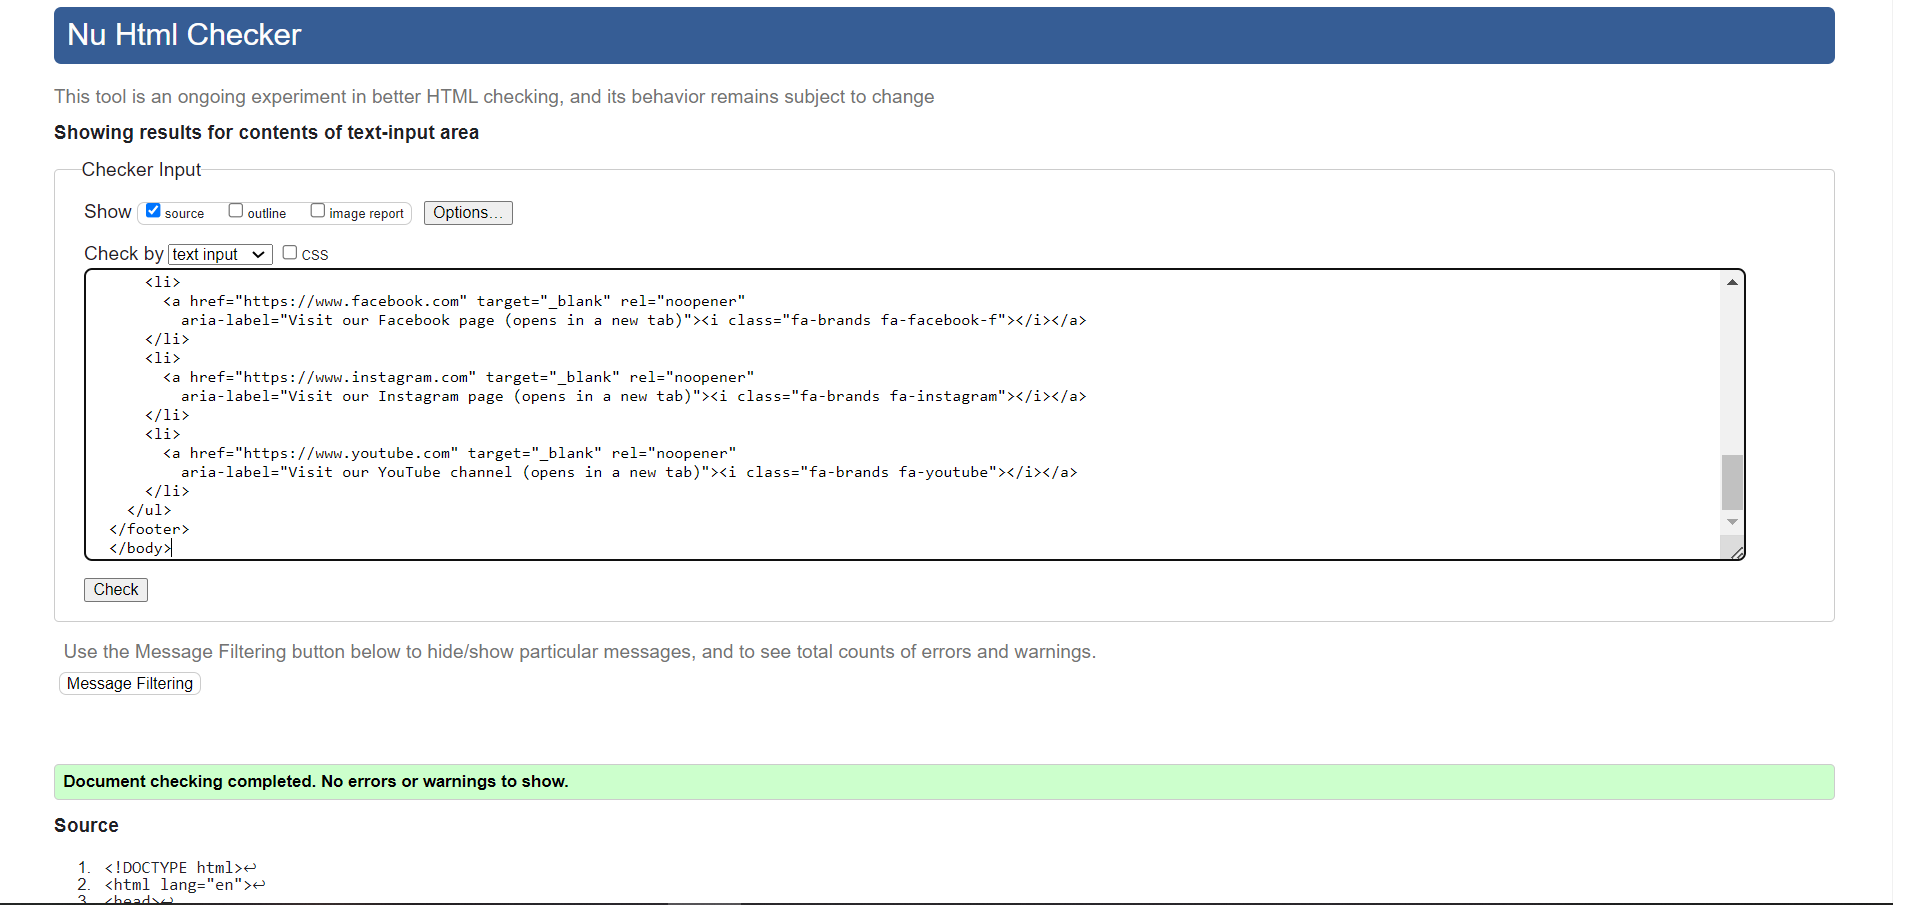 Nu Html Checker
This tool is an ongoing experiment in better HTML checking, and its behavior remains subject to change
Showing results for contents of text-input area
Checker Input
Show source outline image report Options...
Check by text input CSS
<li>
<a href="https://www.facebook.com" target="_blank" rel="noopener"
aria-label="Visit our Facebook page (opens in a new tab)"><i class="fa-brands fa-facebook-f"></i></a>
</li>
<li>
<a href="https://www.instagram.com" target="_blank" rel="noopener"
aria-label="Visit our Instagram page (opens in a new tab)"><i class="fa-brands fa-instagram"></i></a>
</li>
<li>
<a href="https://www.youtube.com" target="_blank" rel="noopener"
aria-label="Visit our YouTube channel (opens in a new tab)"><i class="fa-brands fa-youtube"></i></a>
</li>
</ul>
</footer>
</body>
Check
Use the Message Filtering button below to hide/show particular messages, and to see total counts of errors and warnings.
Message Filtering
Document checking completed. No errors or warnings to show.
Source
1. <!DOCTYPE html>↩
2. <html lang="en">↩
3. <head>↩